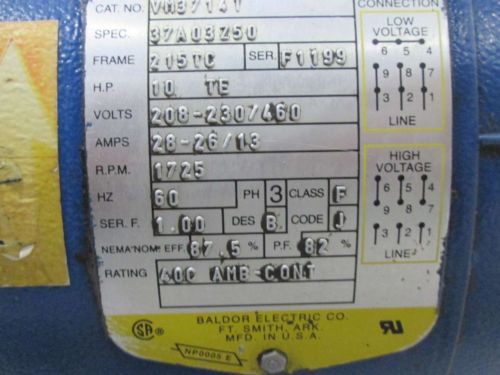 CAT. NO. VM3714T
SPEC. 37A03Z50
FRAME 215TC SER. F1199
H.P. 10 TE
VOLTS 208-230/460
AMPS 28-26/13
R.P.M. 1725
HZ 60 PH 3 CLASS F
SER. F. 1.00 DES B CODE J
NEMA NOM. EFF. 87.5 % P.F. 82 %
RATING 40C AMB-CONT
CONNECTION
LOW
VOLTAGE
6 5 4
9 8 7
3 2 1
LINE
HIGH
VOLTAGE
6 5 4
9 8 7
3 2 1
LINE
BALDOR ELECTRIC CO.
FT. SMITH, ARK.
MFD. IN U.S.A.
SA
NP0005 E